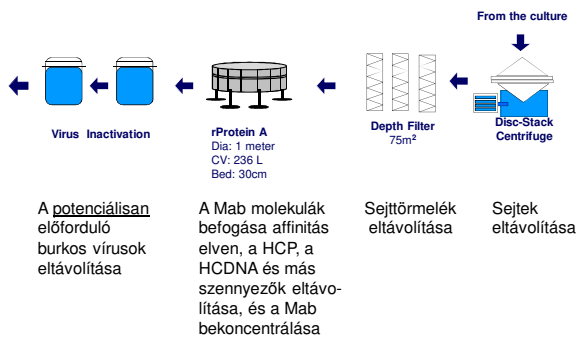 From the culture
Virus Inactivation
rProtein A
Dia: 1 meter
CV: 236 L
Bed: 30cm
Depth Filter
75m²
Disc-Stack
Centrifuge
A potenciálisan
előforduló
burkos vírusok
eltávolítása
A Mab molekulák
befogása affinitás
elven, a HCP, a
HCDNA és más
szennyezők eltávo-
lítása, és a Mab
bekoncentrálása
Sejttörmelék
eltávolítása
Sejtek
eltávolítása